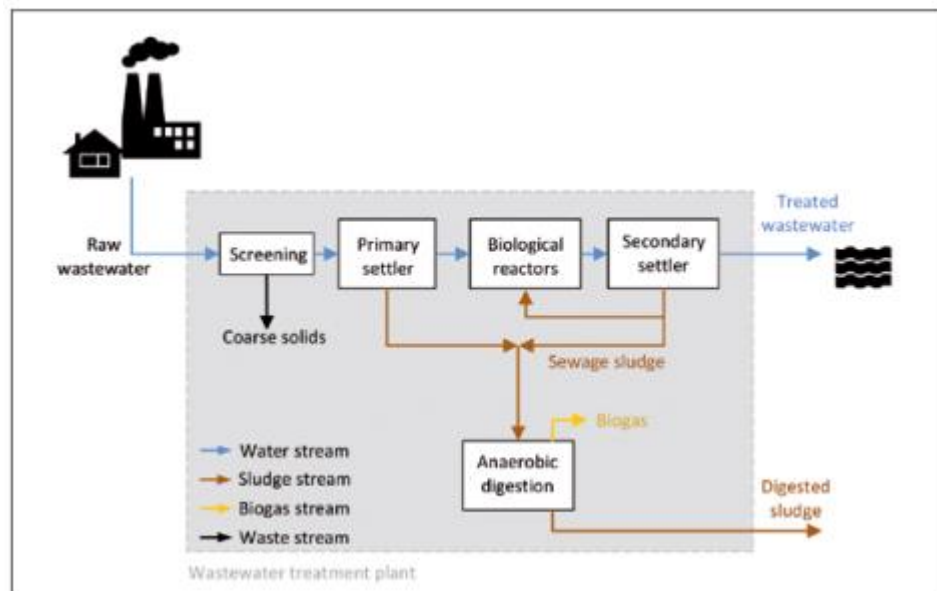 Treated
wastewater
Raw
wastewater
Screening
Primary
settler
Biological
reactors
Secondary
settler
Coarse solids
Sewage sludge
Biogas
Water stream
Sludge stream
Biogas stream
Waste stream
Anaerobic
digestion
Digested
sludge
Wastewater treatment plant